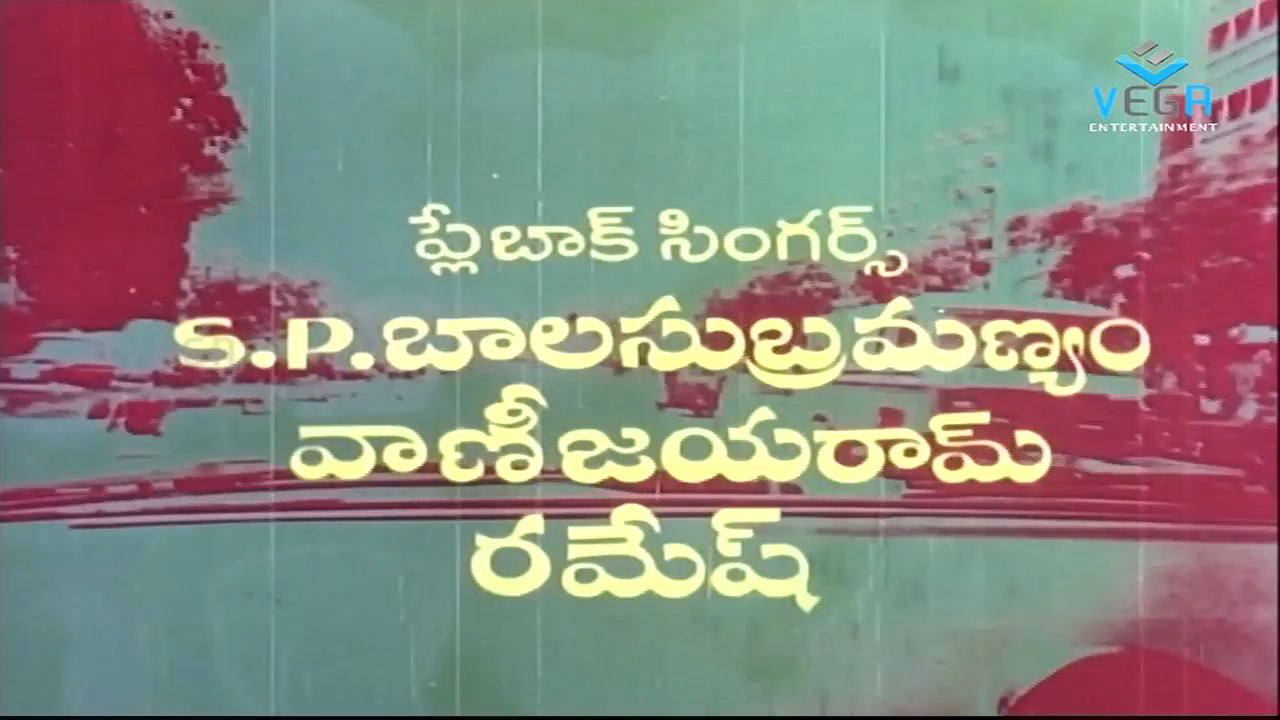 VEGA
ENTERTAINMENT
ప్లేబాక్ సింగర్స్
S.P.బాలసుబ్రమణ్యం
వాణీజయరామ్
రమేష్